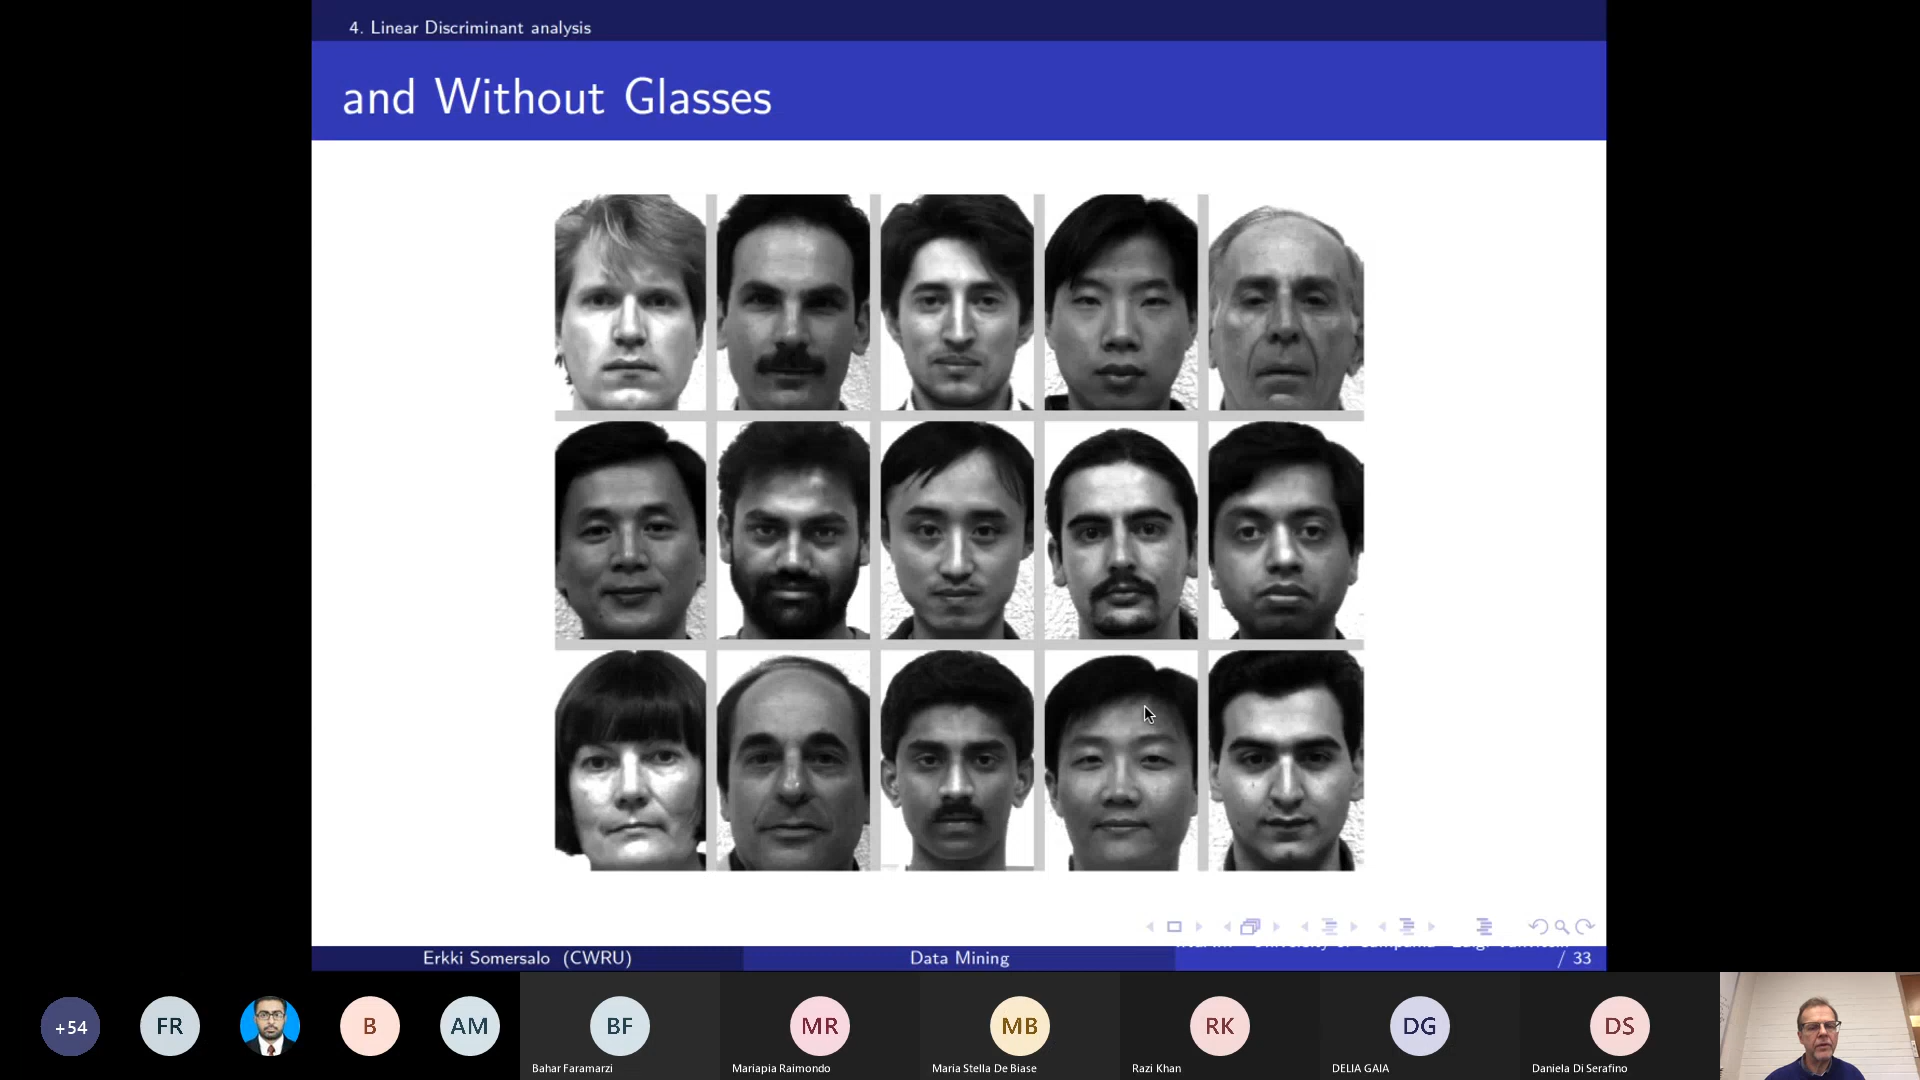 4. Linear Discriminant analysis
and Without Glasses
Erkki Somersalo (CWRU)
Data Mining
/ 33
+54
FR
B
AM
BF
MR
MB
RK
DG
DS
Bahar Faramarzi
Mariapia Raimondo
Maria Stella De Biase
Razi Khan
DELIA GAIA
Daniela Di Serafino